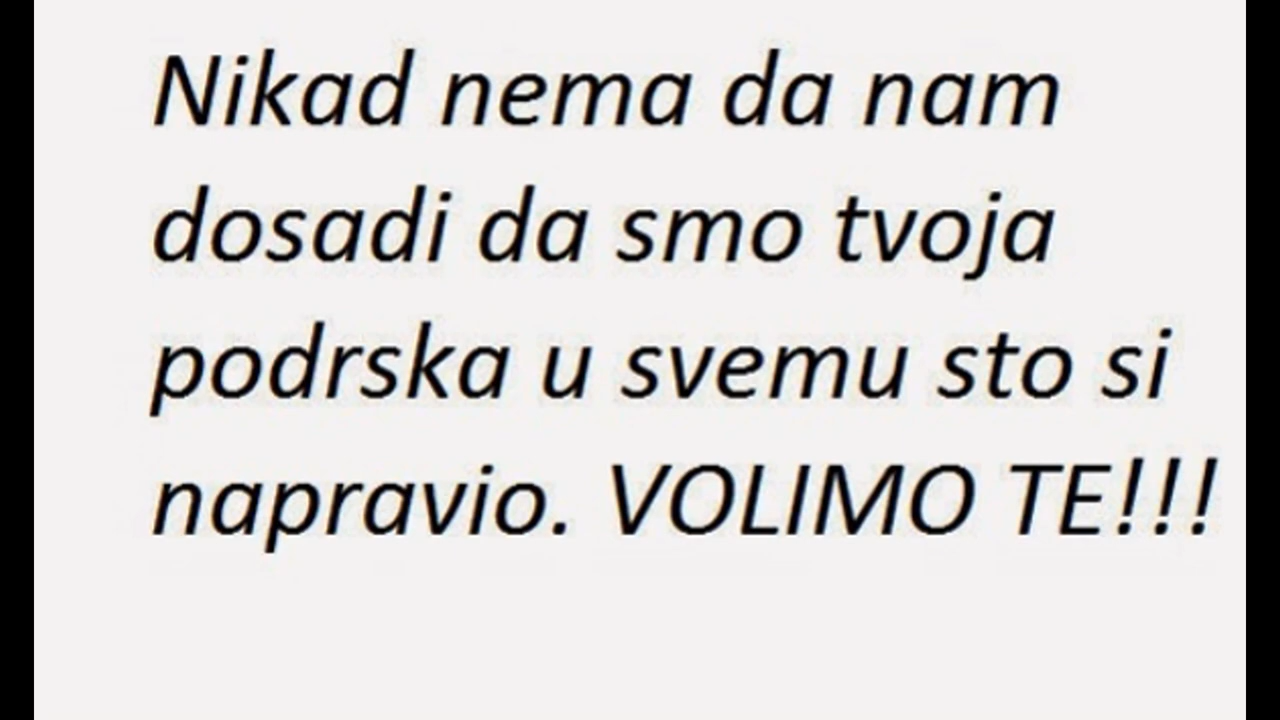 Nikad nema da nam
dosadi da smo tvoja
podrska u svemu sto si
napravio. VOLIMO TE!!!